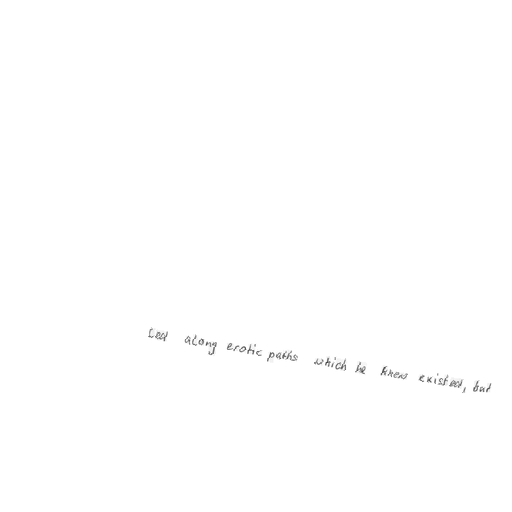 led along erotic paths which he knew existed, but